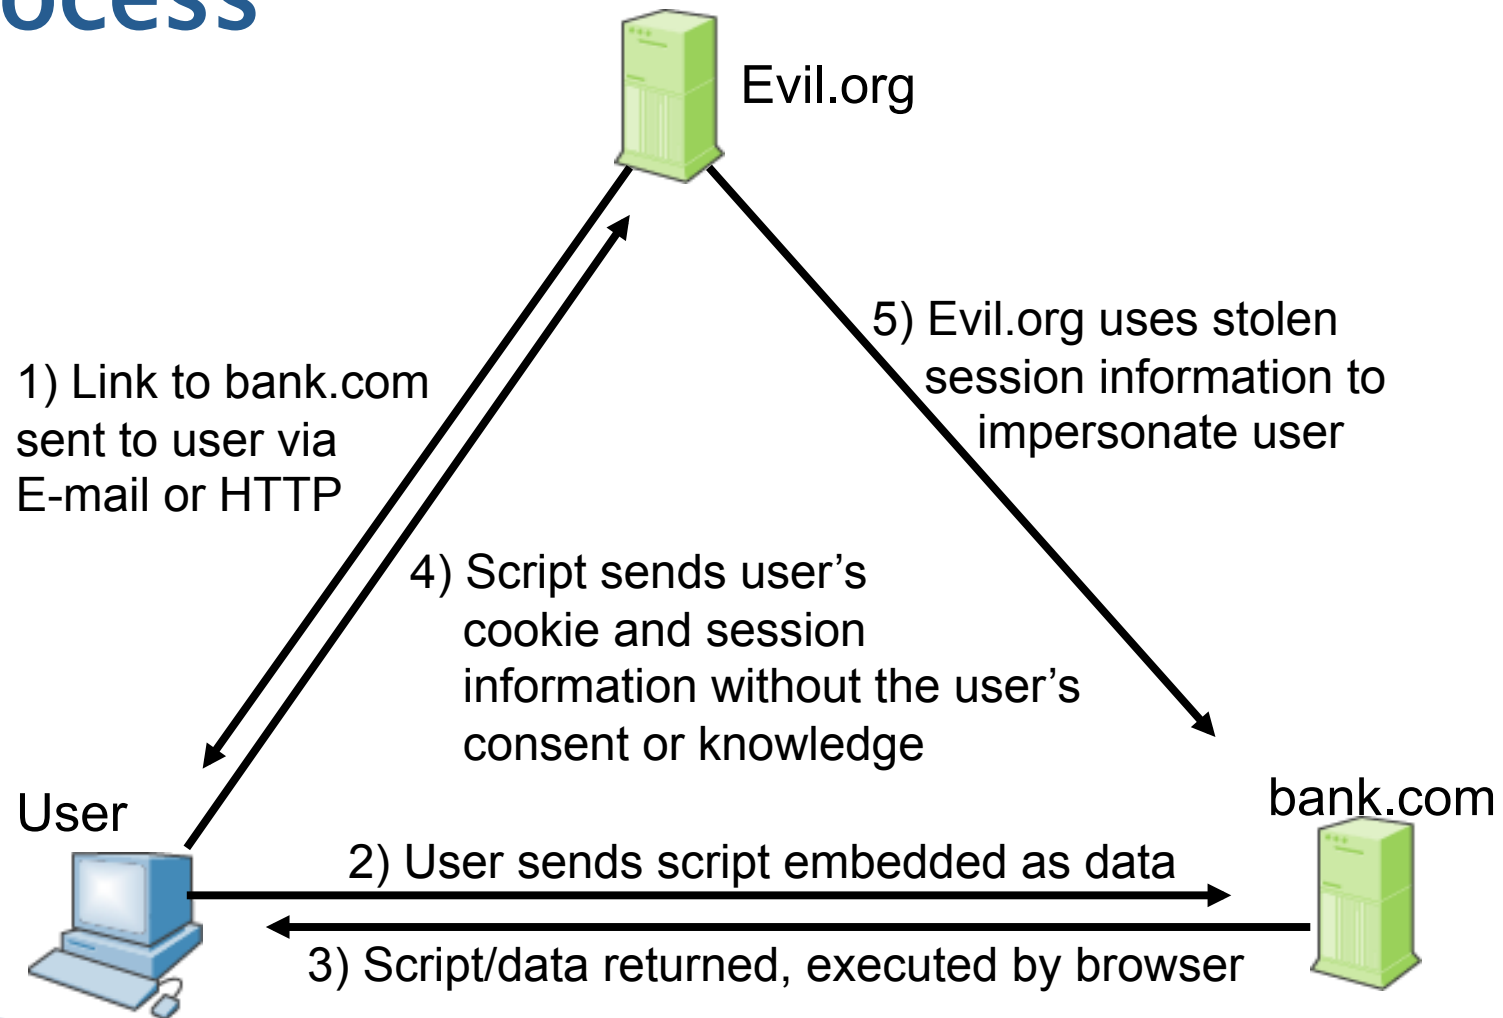 ocess
Evil.org
1) Link to bank.com
sent to user via
E-mail or HTTP
5) Evil.org uses stolen
session information to
impersonate user
4) Script sends user’s
cookie and session
information without the user’s
consent or knowledge
User
bank.com
2) User sends script embedded as data
3) Script/data returned, executed by browser